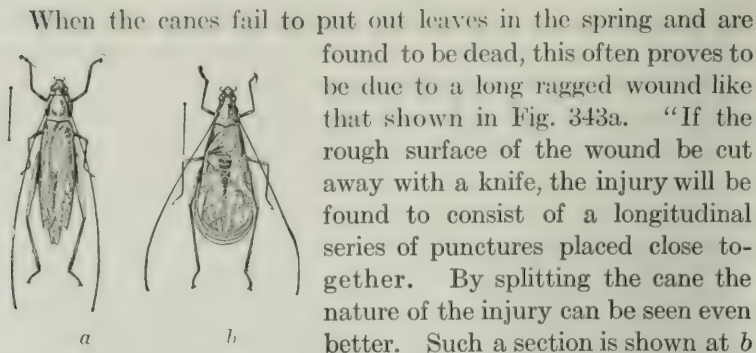 When the canes fail to put out leaves in the spring and are
found to be dead, this often proves to
be due to a long ragged wound like
that shown in Fig. 343a. “If the
rough surface of the wound be cut
away with a knife, the injury will be
found to consist of a longitudinal
series of punctures placed close to-
gether. By splitting the cane the
nature of the injury can be seen even
better. Such a section is shown at b
a b